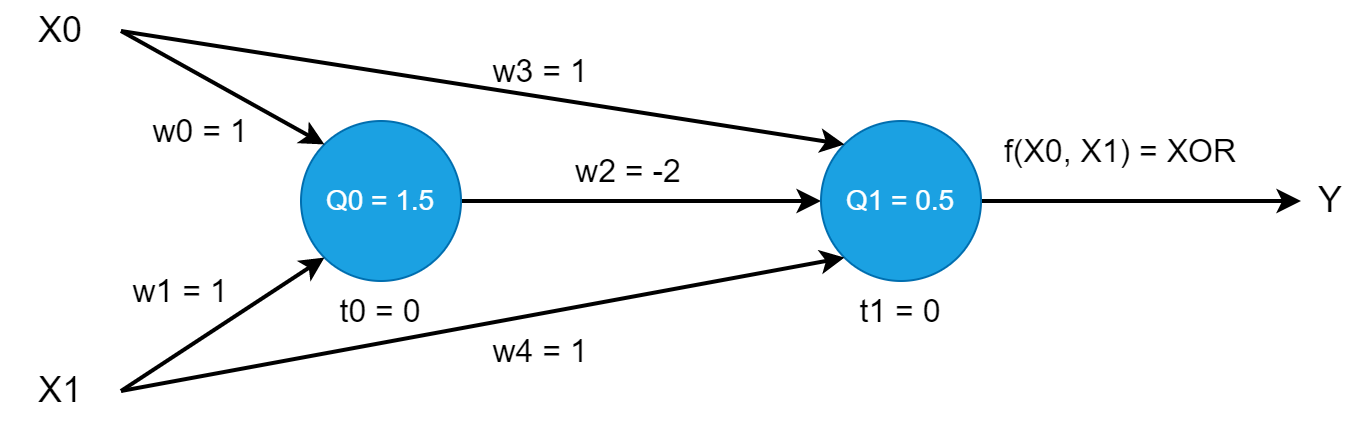 X0
w3 = 1
w0 = 1
f(X0, X1) = XOR
w2 = -2
Q0 = 1.5
Q1 = 0.5
Y
w1 = 1
t0 = 0
t1 = 0
w4 = 1
X1